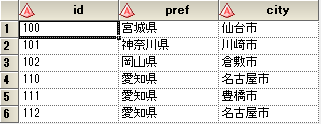 id pref city
1 100 宮城県 仙台市
2 101 神奈川県 川崎市
3 102 岡山県 倉敷市
4 110 愛知県 名古屋市
5 111 愛知県 豊橋市
6 112 愛知県 名古屋市